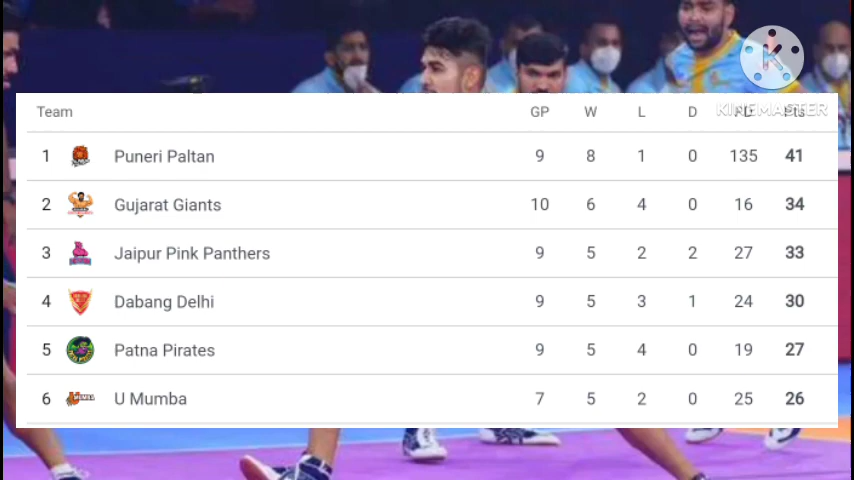 KINEMASTER
Team GP W L D PD Pts
1 Puneri Paltan 9 8 1 0 135 41
2 Gujarat Giants 10 6 4 0 16 34
3 Jaipur Pink Panthers 9 5 2 2 27 33
4 Dabang Delhi 9 5 3 1 24 30
5 Patna Pirates 9 5 4 0 19 27
6 U Mumba 7 5 2 0 25 26